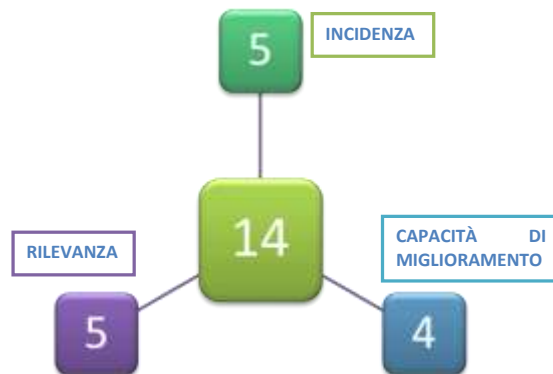 5
INCIDENZA
14
RILEVANZA
CAPACITÀ DI
MIGLIORAMENTO
5
4